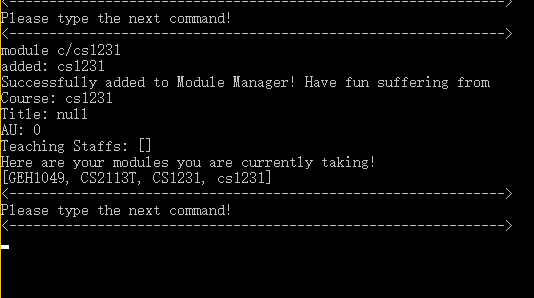 <---------------------------------------------------------------->
Please type the next command!
<---------------------------------------------------------------->
module c/cs1231
added: cs1231
Successfully added to Module Manager! Have fun suffering from
Course: cs1231
Title: null
AU: 0
Teaching Staffs: []
Here are your modules you are currently taking!
[GEH1049, CS2113T, CS1231, cs1231]
<---------------------------------------------------------------->
Please type the next command!
<---------------------------------------------------------------->